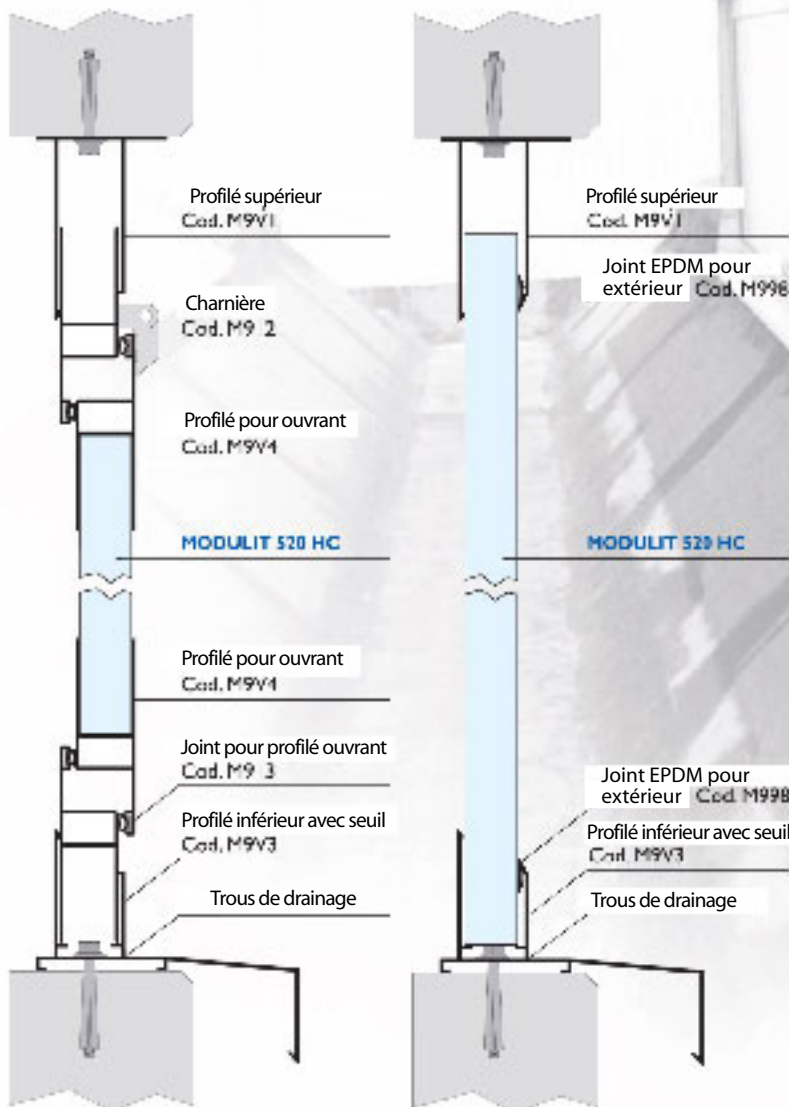 Profilé supérieur
Cod. M9V1
Charnière
Cod. M9 2
Profilé pour ouvrant
Cod. M9V4
MODULIT 520 HC
Profilé pour ouvrant
Cod. M9V4
Joint pour profilé ouvrant
Cod. M9 3
Profilé inférieur avec seuil
Cod. M9V3
Trous de drainage
Profilé supérieur
Cod. M9V1
Joint EPDM pour
extérieur Cod. M998
MODULIT 520 HC
Joint EPDM pour
extérieur Cod. M998
Profilé inférieur avec seuil
Cod. M9V3
Trous de drainage